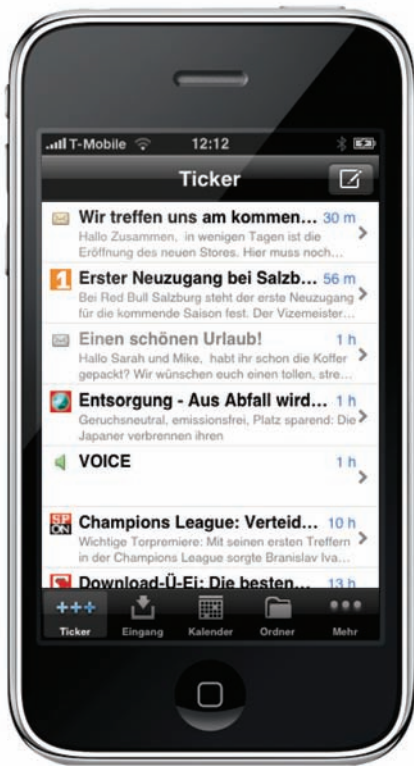 T-Mobile 12:12
Ticker
Wir treffen uns am kommen... 30 m
Hallo Zusammen, in wenigen Tagen ist die
Eröffnung des neuen Stores. Hier muss noch...
1 Erster Neuzugang bei Salzb... 56 m
Bei Red Bull Salzburg steht der erste Neuzugang
für die kommende Saison fest. Der Vizemeister...
Einen schönen Urlaub! 1 h
Hallo Sarah und Mike, habt ihr schon die Koffer
gepackt? Wir wünschen euch einen tollen, stre...
Entsorgung - Aus Abfall wird... 1 h
Geruchsneutral, emissionsfrei, Platz sparend: Die
Japaner verbrennen ihren
VOICE 1 h
SP
ON
Champions League: Verteid... 10 h
Wichtige Torpremiere: Mit seinen ersten Treffern
in der Champions League sorgte Branislav Iva...
Download-Ü-Ei: Die besten... 13 h
+++
Ticker Eingang Kalender Ordner Mehr